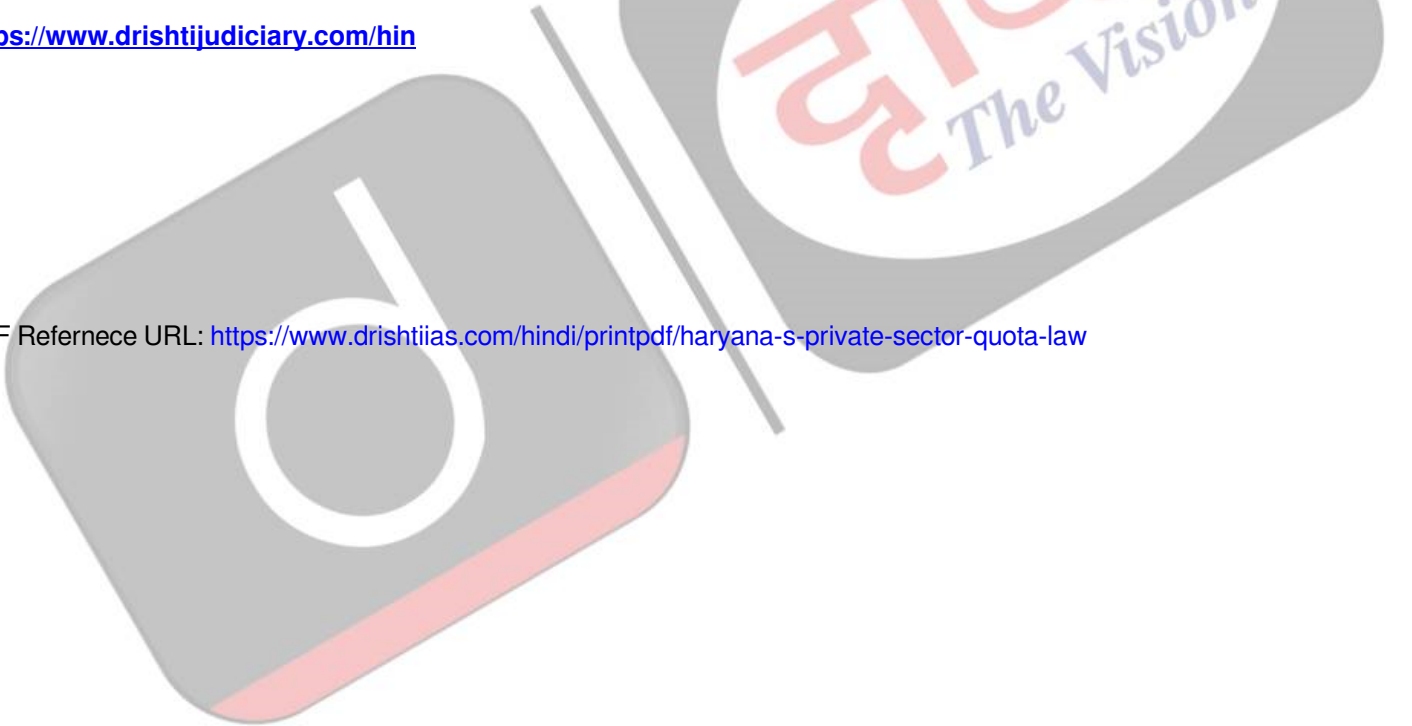 ps://www.drishtijudiciary.com/hin
The Vision
F Refernece URL: https://www.drishtiias.com/hindi/printpdf/haryana-s-private-sector-quota-law